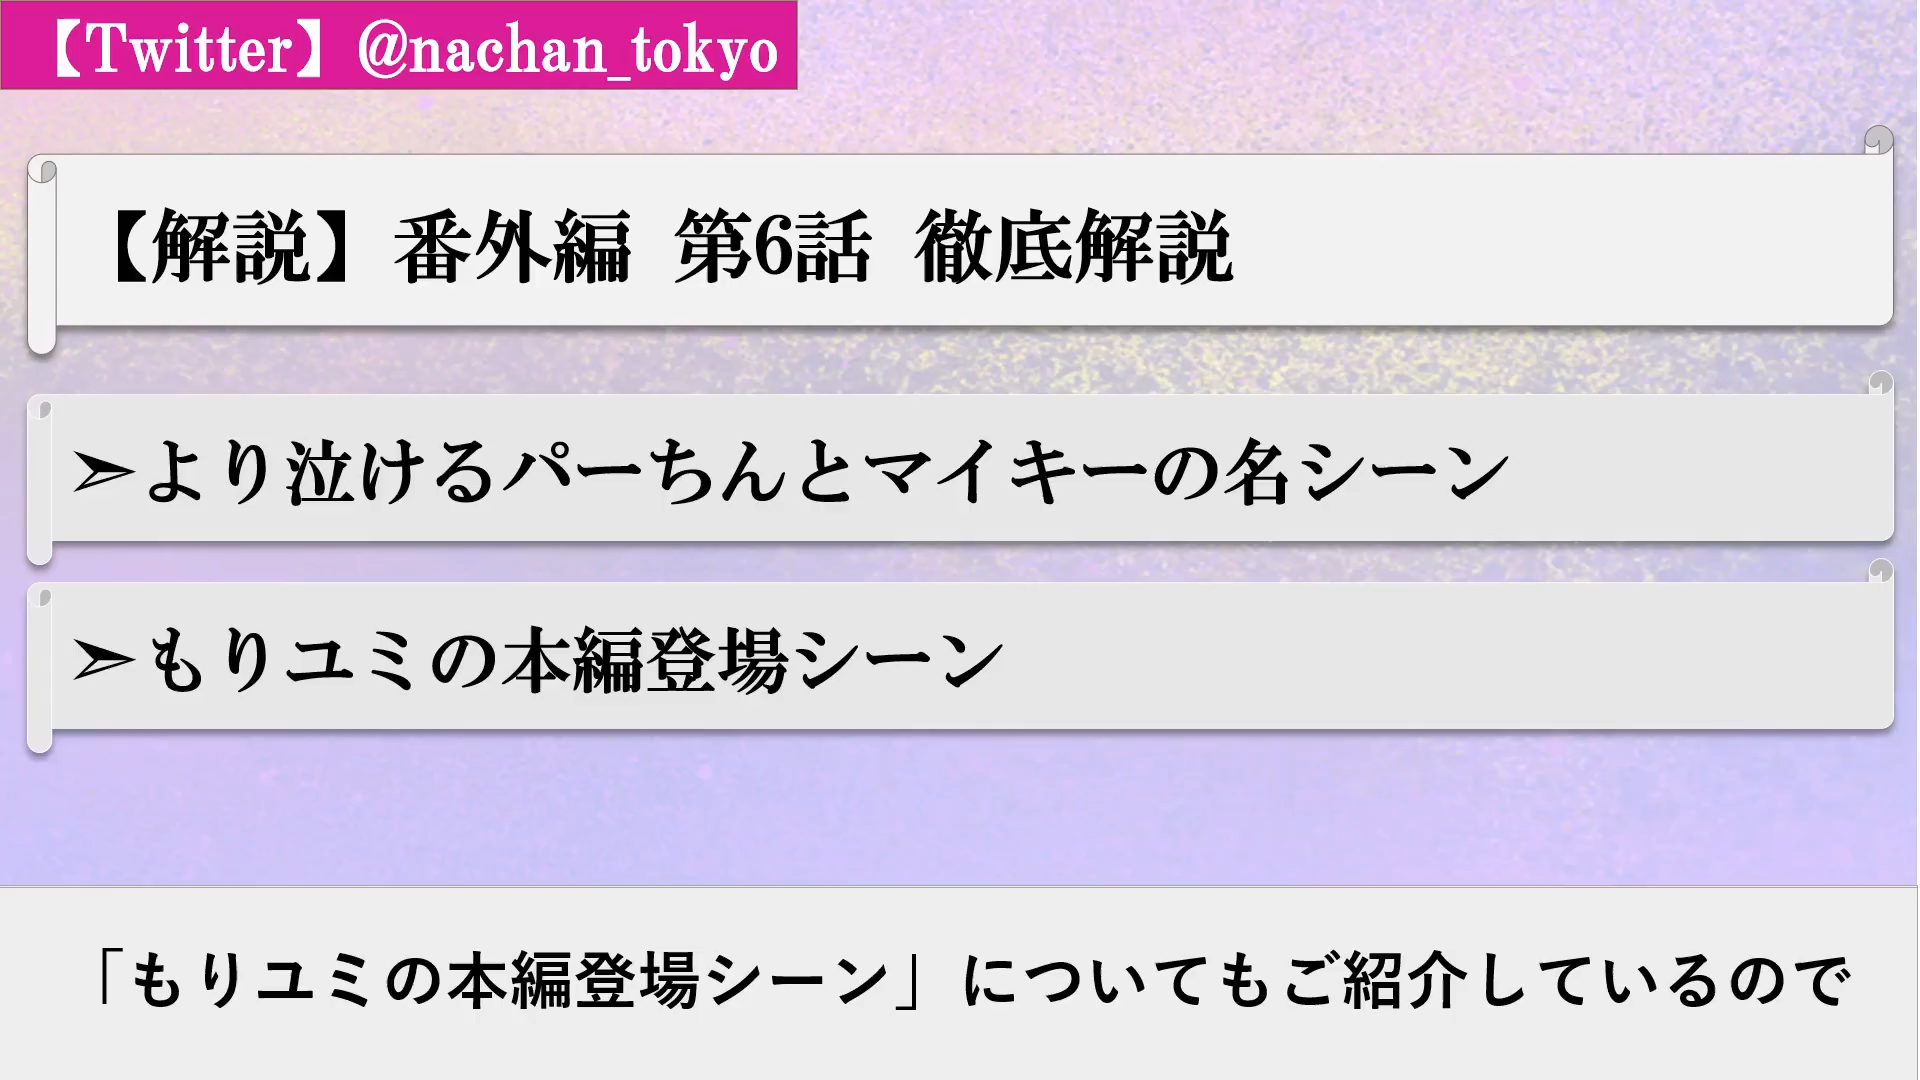 【Twitter】@nachan_tokyo
【解説】番外編 第6話 徹底解説
➢より泣けるパーちんとマイキーの名シーン
➢もりユミの本編登場シーン
「もりユミの本編登場シーン」についてもご紹介しているので